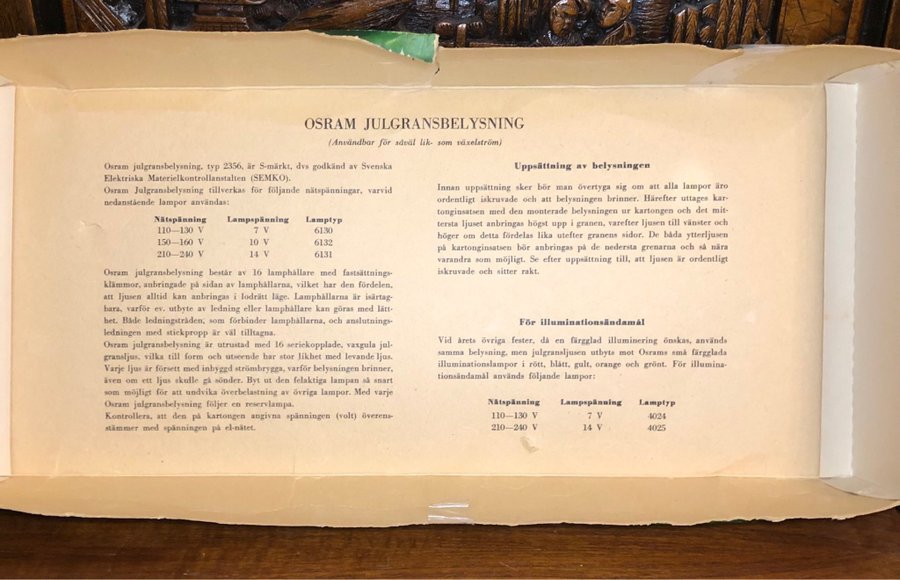 OSRAM JULGRANSBELYSNING
(Användbar för såväl lik- som växelström)
Osram julgransbelysning, typ 2356, är S-märkt, dvs godkänd av Svenska
Elektriska Materielkontrollanstalten (SEMKO).
Osram Julgransbelysning tillverkas för följande nätspänningar, varvid
nedanstående lampor användas:
Nätspänning Lampspänning Lamptyp
110—130 V 7 V 6130
150—160 V 10 V 6132
210—240 V 14 V 6131
Osram julgransbelysning består av 16 lamphållare med fastsättnings-
klämmor, anbringade på sidan av lamphållarna, vilket har den fördelen,
att ljusen alltid kan anbringas i lodrätt läge. Lamphållarna är isärtag-
bara, varför ev. utbyte av ledning eller lamphållare kan göras med lätt-
het. Både ledningstråden, som förbinder lamphållarna, och anslutnings-
ledningen med stickpropp är väl tilltagna.
Osram julgransbelysning är utrustad med 16 seriekopplade, vaxgula jul-
gransljus, vilka till form och utseende har stor likhet med levande ljus.
Varje ljus är försett med inbyggd strömbrygga, varför belysningen brinner,
även om ett ljus skulle gå sönder. Byt ut den felaktiga lampan så snart
som möjligt för att undvika överbelastning av övriga lampor. Med varje
Osram julgransbelysning följer en reservlampa.
Kontrollera, att den på kartongen angivna spänningen (volt) överens-
stämmer med spänningen på el-nätet.
Uppsättning av belysningen
Innan uppsättning sker bör man övertyga sig om att alla lampor äro
ordentligt iskruvade och att belysningen brinner. Härefter uttages kar-
tonginsatsen med den monterade belysningen ur kartongen och det mit-
tersta ljuset anbringas högst upp i granen, varefter ljusen till vänster och
höger om detta fördelas lika utefter granens sidor. De båda ytterljusen
på kartonginsatsen bör anbringas på de nedersta grenarna och så nära
varandra som möjligt. Se efter uppsättning till, att ljusen är ordentligt
iskruvade och sitter rakt.
För illuminationsändamål
Vid årets övriga fester, då en färgglad illuminering önskas, används
samma belysning, men julgransljusen utbyts mot Osrams små färgglada
illuminationslampor i rött, blått, gult, orange och grönt. För illumina-
tionsändamål används följande lampor:
Nätspänning Lampspänning Lamptyp
110—130 V 7 V 4024
210—240 V 14 V 4025